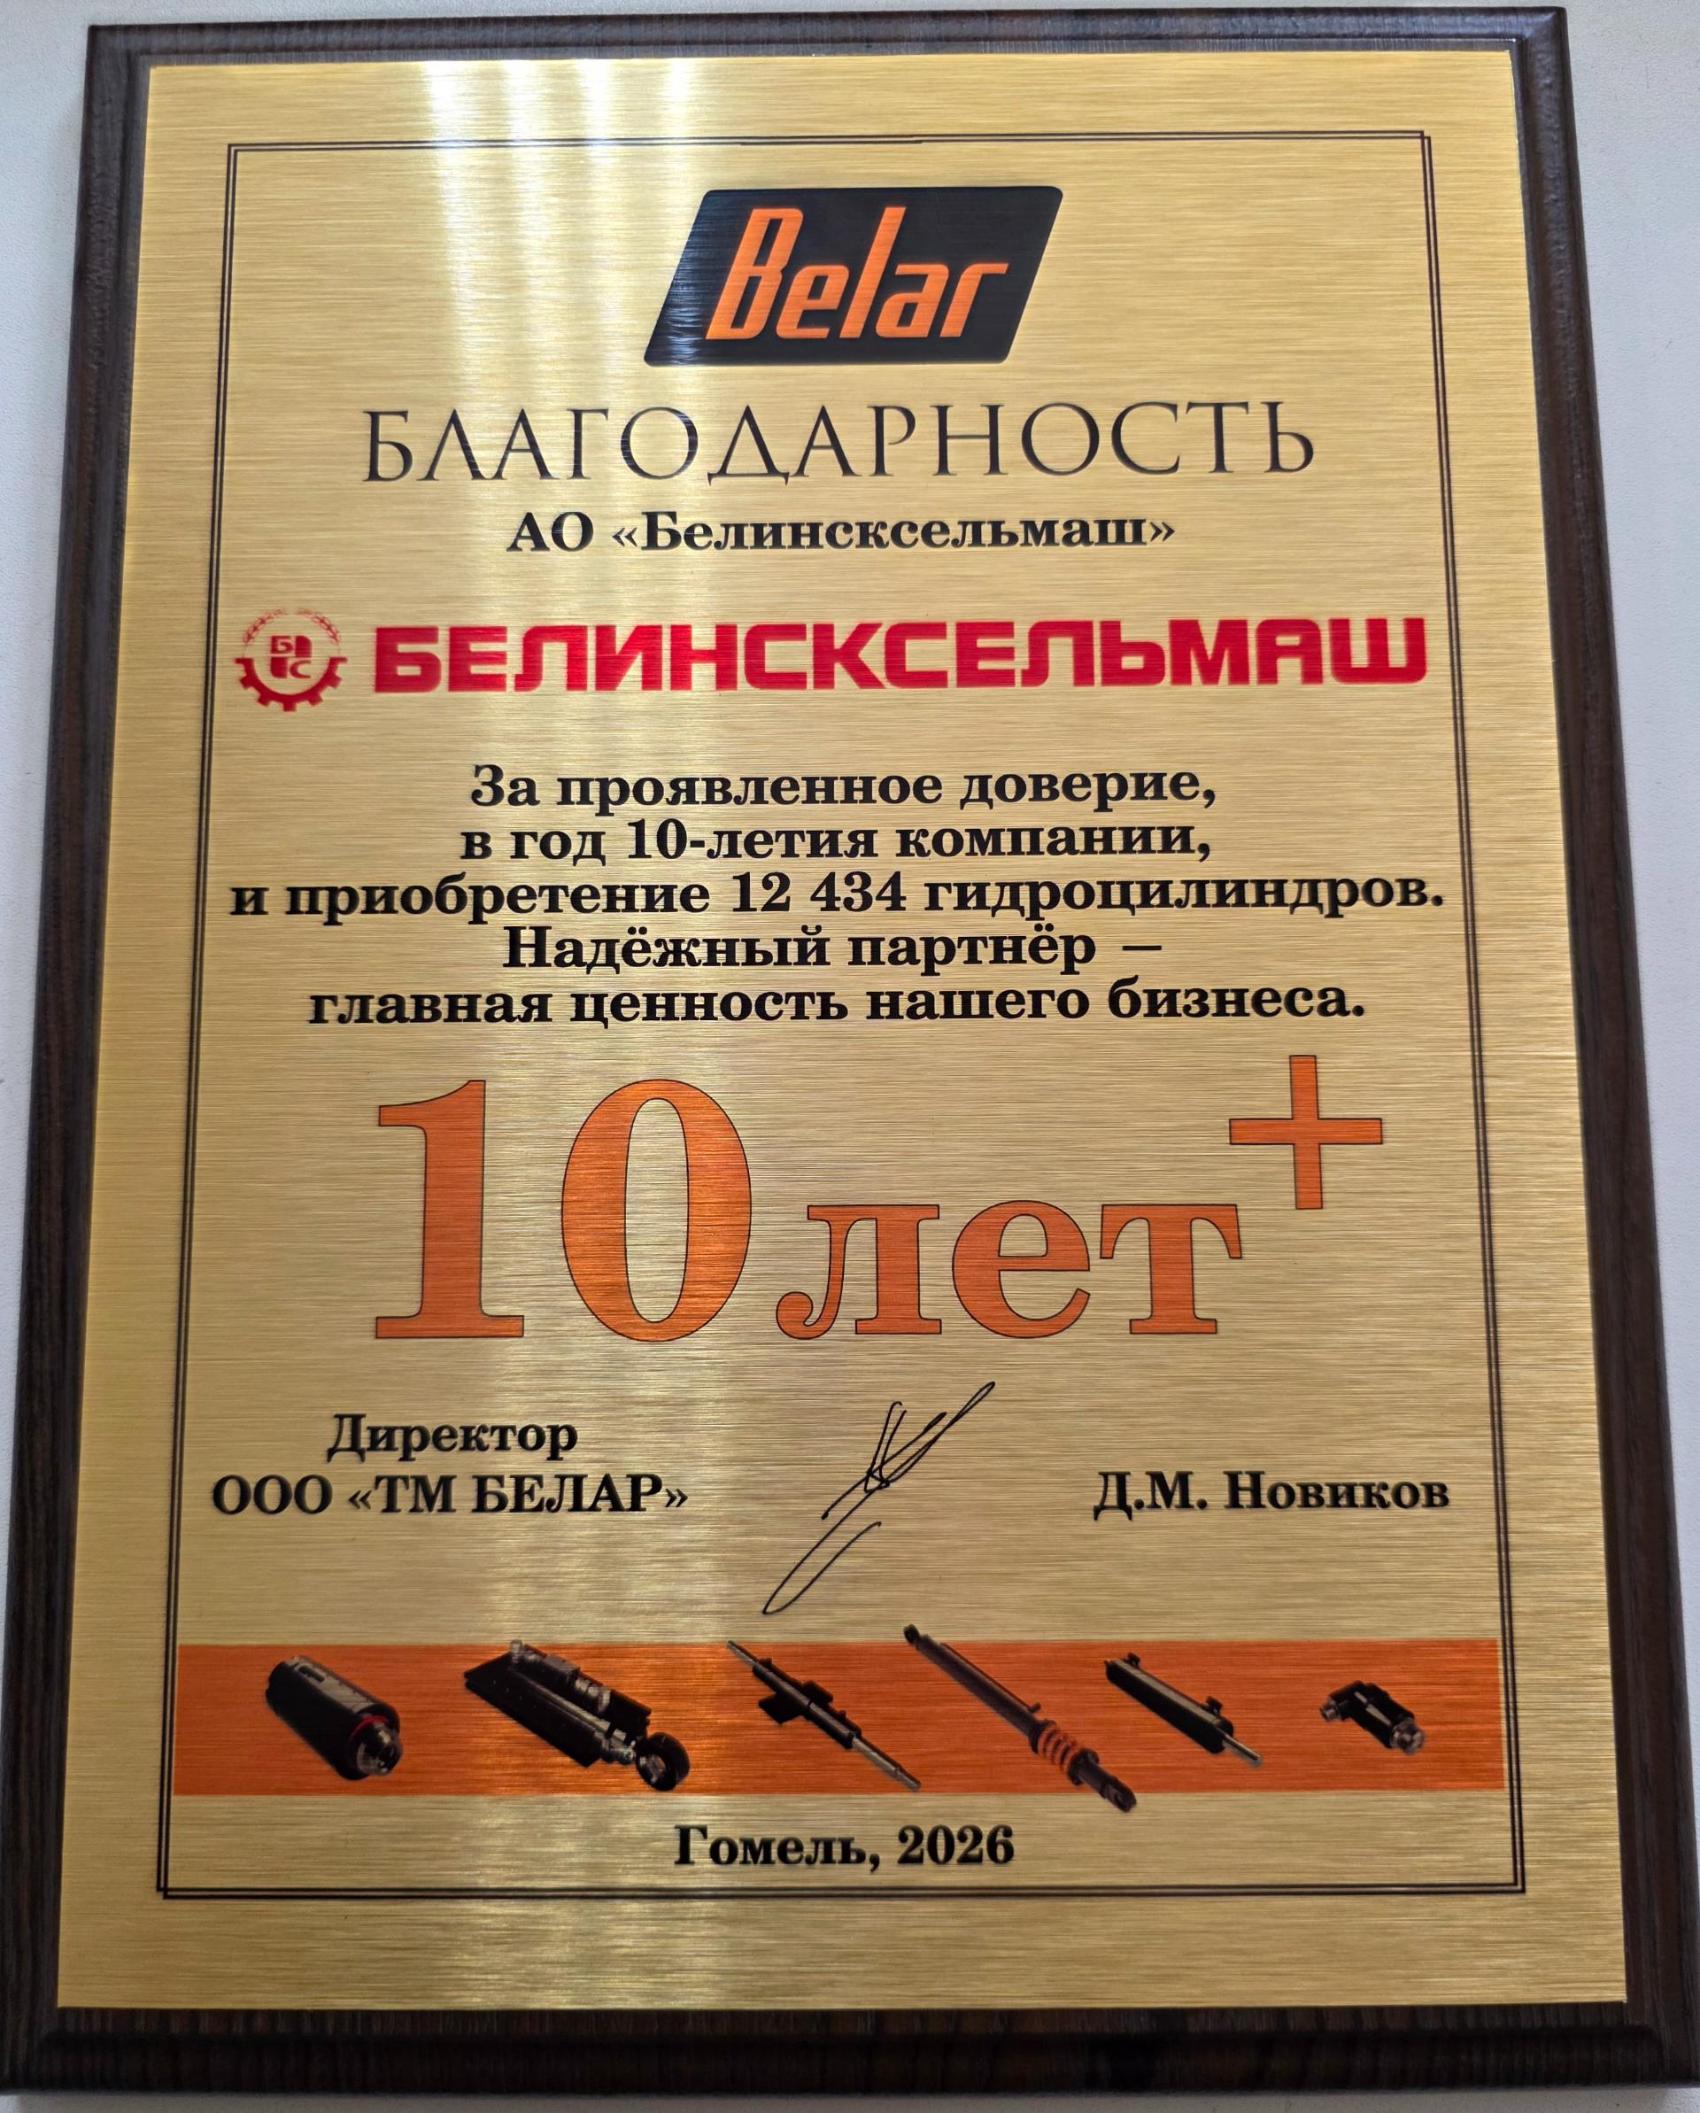 Belar
БЛАГОДАРНОСТЬ
АО «Белинсксельмаш»
БС БЕЛИНСКСЕЛЬМАШ
За проявленное доверие,
в год 10-летия компании,
и приобретение 12 434 гидроцилиндров.
Надёжный партнёр —
главная ценность нашего бизнеса.
10 лет+
Директор
ООО «ТМ БЕЛАР» Д.М. Новиков
Гомель, 2026